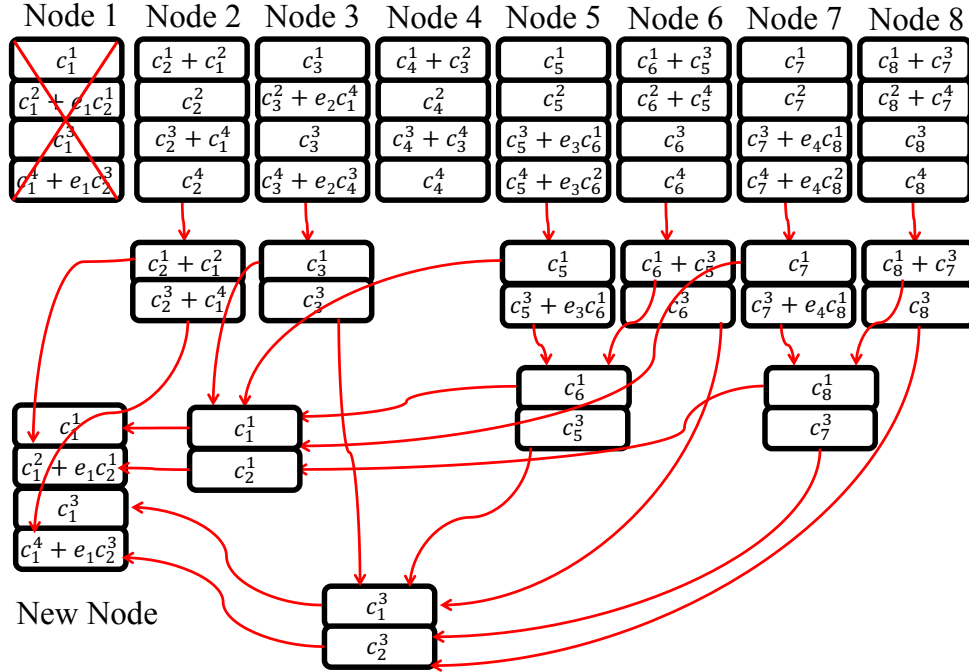 Node 1 Node 2 Node 3 Node 4 Node 5 Node 6 Node 7 Node 8
c_1^1 c_2^1 + c_1^2 c_3^1 c_4^1 + c_3^2 c_5^1 c_6^1 + c_5^3 c_7^1 c_8^1 + c_7^3
c_1^2 + e_1c_2^1 c_2^2 c_3^2 + e_2c_4^1 c_4^2 c_5^2 c_6^2 + c_5^4 c_7^2 c_8^2 + c_7^4
c_1^3 c_2^3 + c_1^4 c_3^3 c_4^3 + c_3^4 c_5^3 + e_3c_6^1 c_6^3 c_7^3 + e_4c_8^1 c_8^3
c_1^4 + e_1c_2^3 c_2^4 c_3^4 + e_2c_4^3 c_4^4 c_5^4 + e_3c_6^2 c_6^4 c_7^4 + e_4c_8^2 c_8^4
c_2^1 + c_1^2 c_3^1 c_5^1 c_6^1 + c_5^3 c_7^1 c_8^1 + c_7^3
c_2^3 + c_1^4 c_3^3 c_5^3 + e_3c_6^1 c_6^3 c_7^3 + e_4c_8^1 c_8^3
c_6^1 c_8^1
c_1^1 c_1^1 c_5^3 c_7^3
c_1^2 + e_1c_2^1 c_2^1
c_1^3
c_1^4 + e_1c_2^3
New Node c_1^3
c_2^3